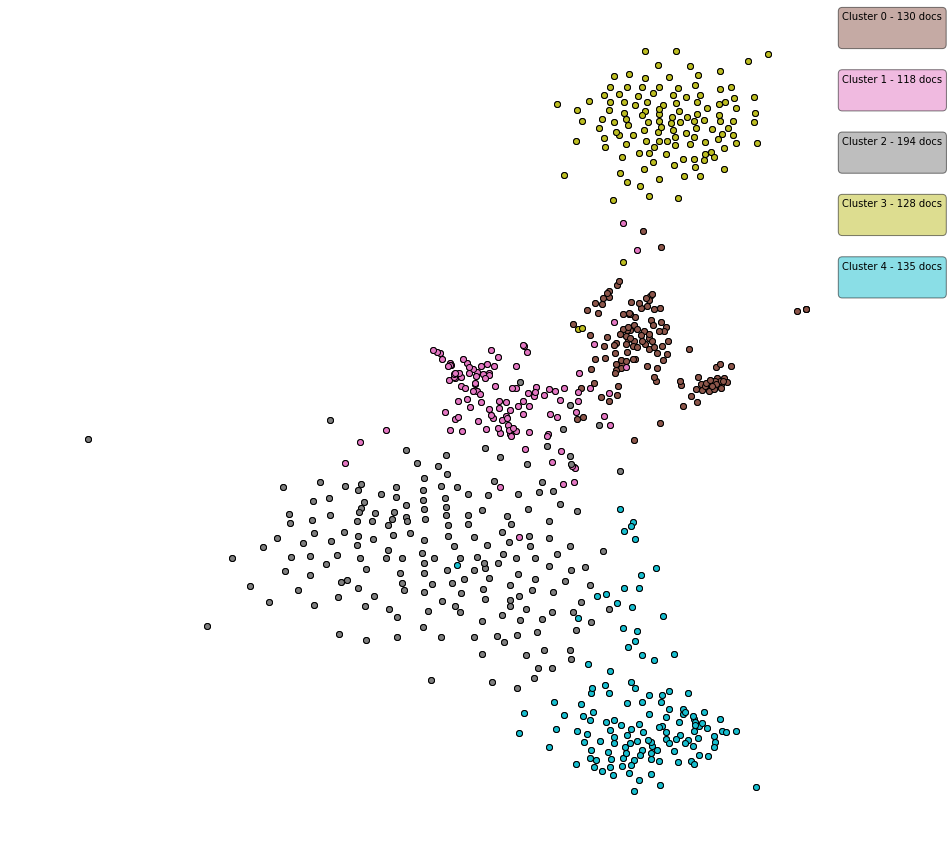 Cluster 0 - 130 docs
Cluster 1 - 118 docs
Cluster 2 - 194 docs
Cluster 3 - 128 docs
Cluster 4 - 135 docs